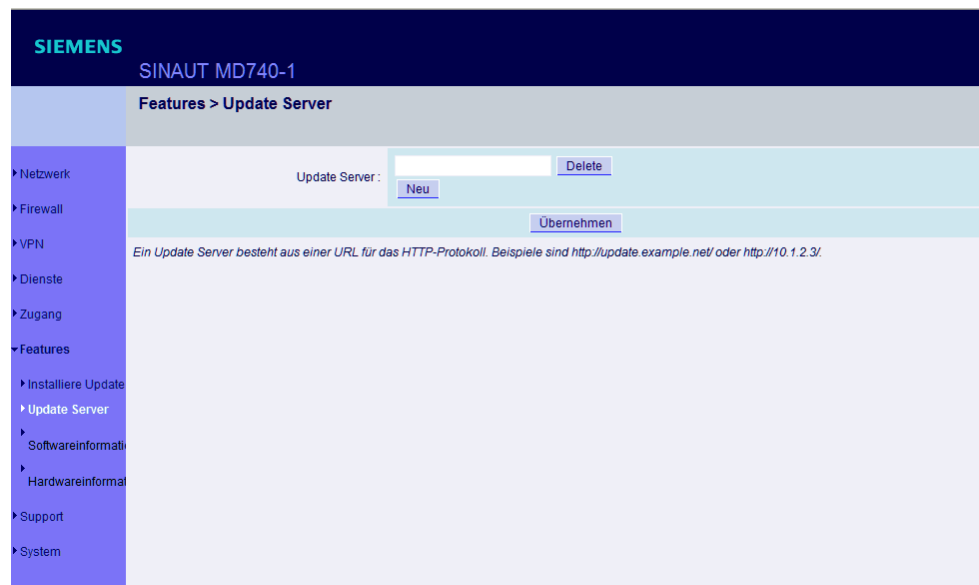 SIEMENS
SINAUT MD740-1
Features > Update Server
Netzwerk
Firewall
VPN
Dienste
Zugang
Features
Installiere Update
Update Server
Softwareinformati
Hardwareinformat
Support
System
Update Server :
Delete
Neu
Übernehmen
Ein Update Server besteht aus einer URL für das HTTP-Protokoll. Beispiele sind http://update.example.net/ oder http://10.1.2.3/.